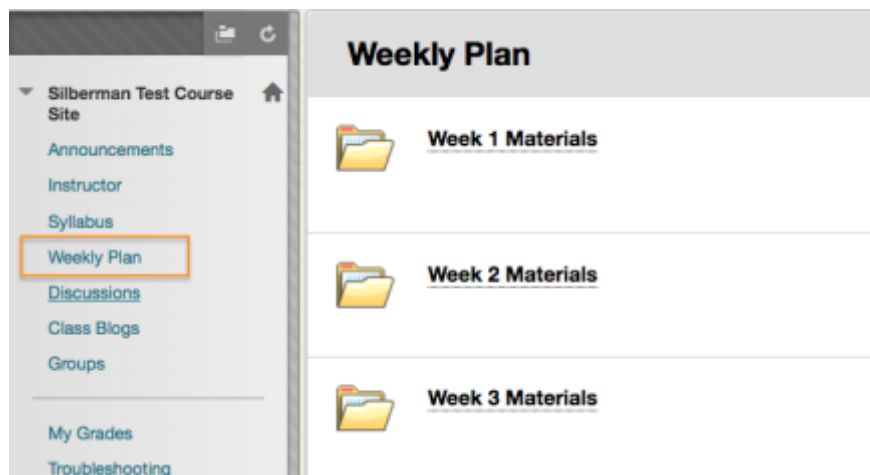 Silberman Test Course
Site
Announcements
Instructor
Syllabus
Weekly Plan
Discussions
Class Blogs
Groups
My Grades
Troubleshooting
Weekly Plan
Week 1 Materials
Week 2 Materials
Week 3 Materials